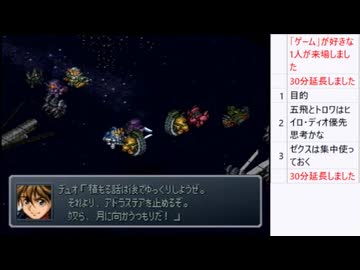 デュオ「積もる話は後でゆっくりしようぜ。
それより、アトラステアを止めるぞ。
奴ら、月に向かうつもりだ！」
「ゲーム」が好きな
1人が来場しまし
た
30分延長しました
1 目的
五飛とトロワはヒ
2 イロ・ディオ優先
思考かな
3 ゼクスは集中使っ
ておく
30分延長しました